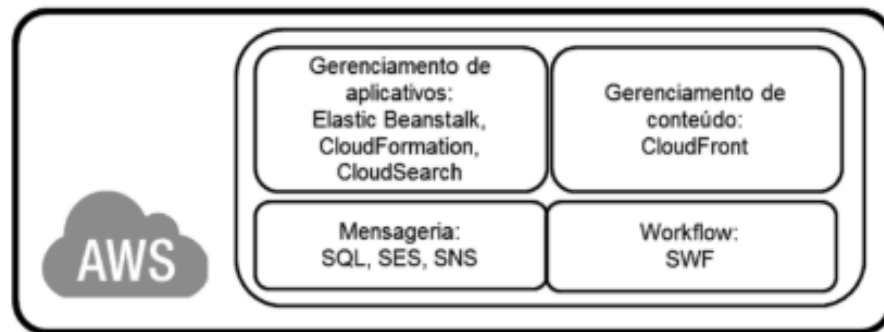 Gerenciamento de
aplicativos:
Elastic Beanstalk,
CloudFormation,
CloudSearch
Gerenciamento de
conteúdo:
CloudFront
AWS
Mensageria:
SQL, SES, SNS
Workflow:
SWF